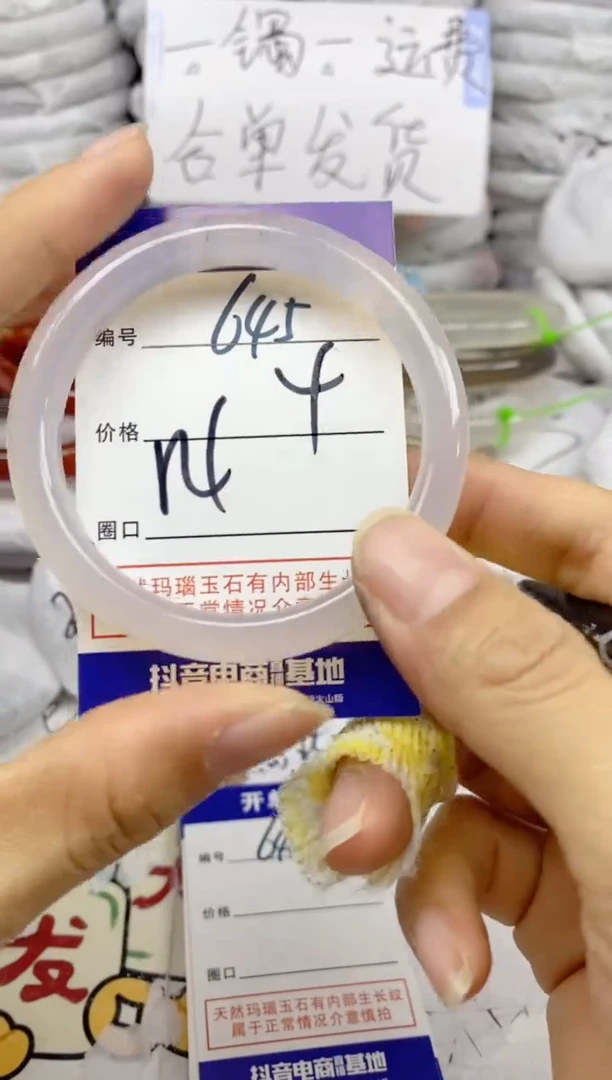 一镯一运费
合单发货
编号 645
价格
圈口
玛瑙玉石有内部生
正常情况介意
抖音电商基地
编号 64
价格
圈口
天然玛瑙玉石有内部生长纹
属于正常情况介意慎拍
抖音电商基地
发